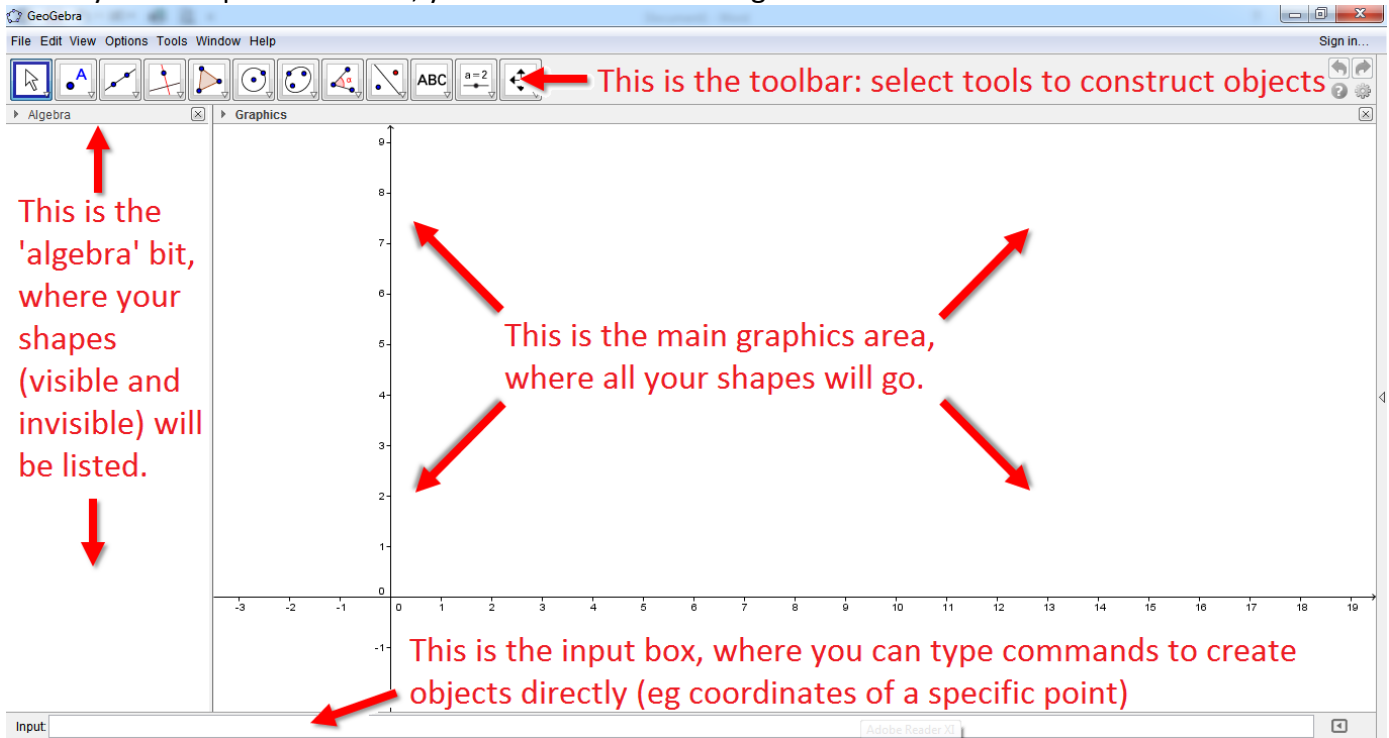 GeoGebra
File Edit View Options Tools Window Help
Sign in...
A
α
ABC
a = 2
This is the toolbar: select tools to construct objects
Algebra
Graphics
This is the
'algebra' bit,
where your
shapes
(visible and
invisible) will
be listed.
9
8
7
6
5
4
3
2
1
0
-1
This is the main graphics area,
where all your shapes will go.
-3 -2 -1 0 1 2 3 4 5 6 7 8 9 10 11 12 13 14 15 16 17 18 19
This is the input box, where you can type commands to create
objects directly (eg coordinates of a specific point)
Input:
Adobe Reader XI